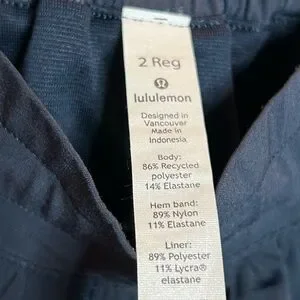 2 Reg
lululemon
Designed in
Vancouver
Made in
Indonesia
Body:
86% Recycled
polyester
14% Elastane
Hem band:
89% Nylon
11% Elastane
Liner:
89% Polyester
11% Lycra®
elastane